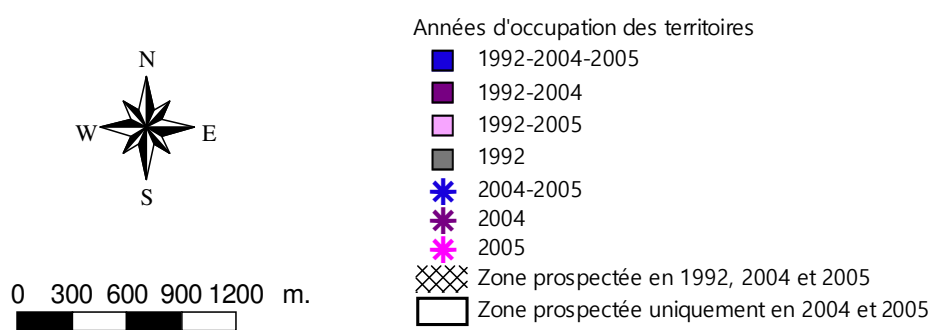 N
W E
S
0 300 600 900 1200 m.
Années d'occupation des territoires
1992-2004-2005
1992-2004
1992-2005
1992
2004-2005
2004
2005
Zone prospectée en 1992, 2004 et 2005
Zone prospectée uniquement en 2004 et 2005